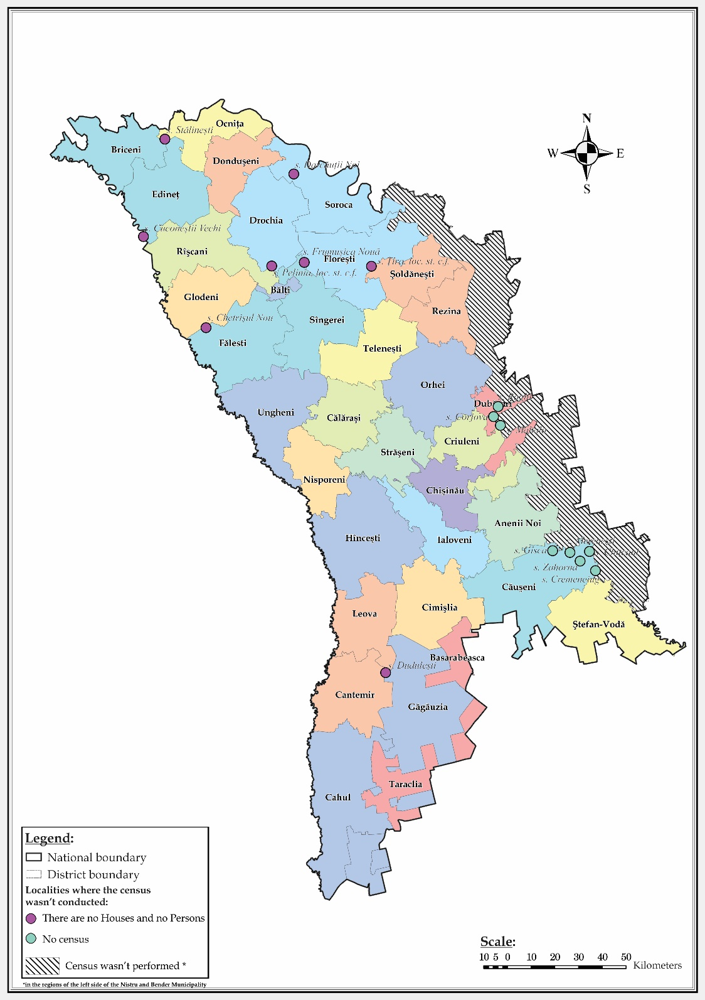 N
W
E
S
Ocnița
s. Stălinești
Briceni
Dondușeni
s. Darcăuții Noi
Edineț
Soroca
Drochia
s. Cuconeștii Vechi
Rîșcani
s. Frumușica Nouă
Florești
s. Țira, loc. st. c.f.
s. Pelinia, loc. st. c.f.
Șoldănești
Bălți
Glodeni
Rezina
s. Chetrișul Nou
Sîngerei
Fălesti
Telenești
Orhei
Dubăsari
Ungheni
Călărași
s. Corjova
Criuleni
Strășeni
Nisporeni
Chișinău
Anenii Noi
Hîncești
Ialoveni
s. Gîsca
s. Zahorna
s.
Căușeni
Cimișlia
Leova
Ștefan-Vodă
Basarabeasca
s. Dudulești
Cantemir
Găgăuzia
Taraclia
Cahul
Legend:
National boundary
District boundary
Localities where the census
wasn't conducted:
There are no Houses and no Persons
No census
Census wasn't performed *
*in the regions of the left side of the Nistru and Bender Municipality
Scale:
10 5 0 10 20 30 40 50
Kilometers